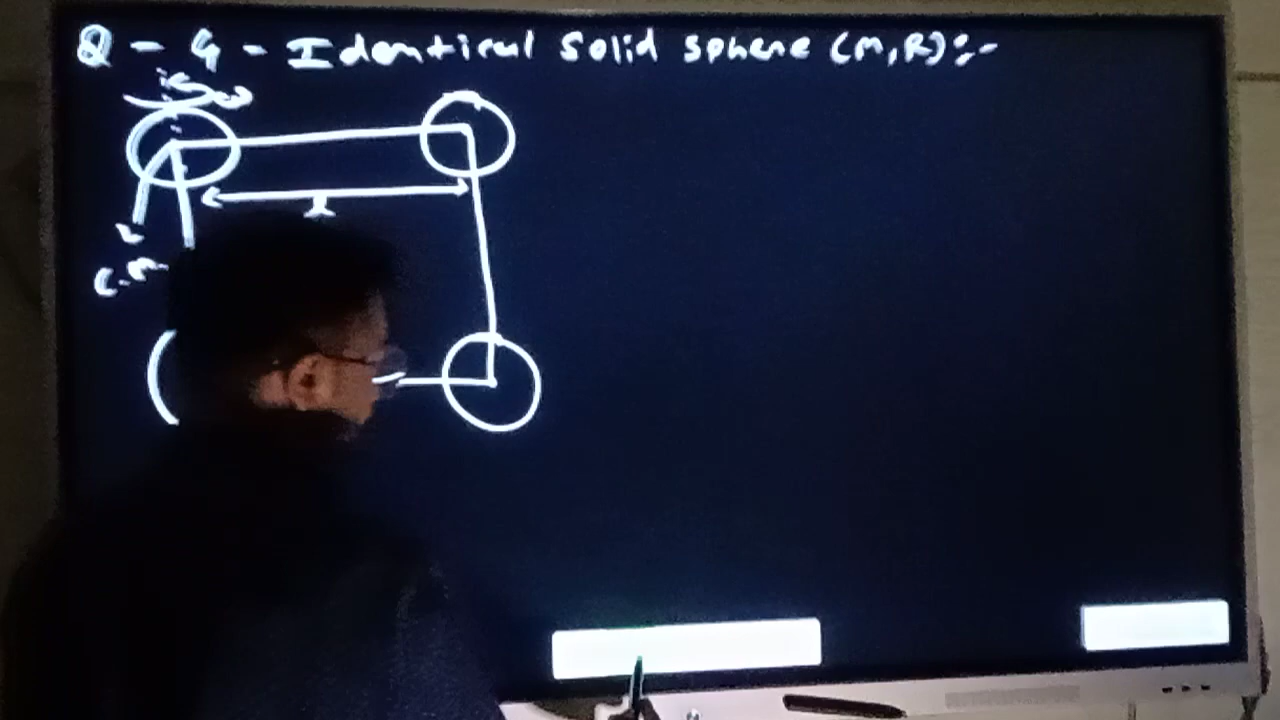 Q - 4 - Identical Solid sphere (M,R):-
x
C.M.